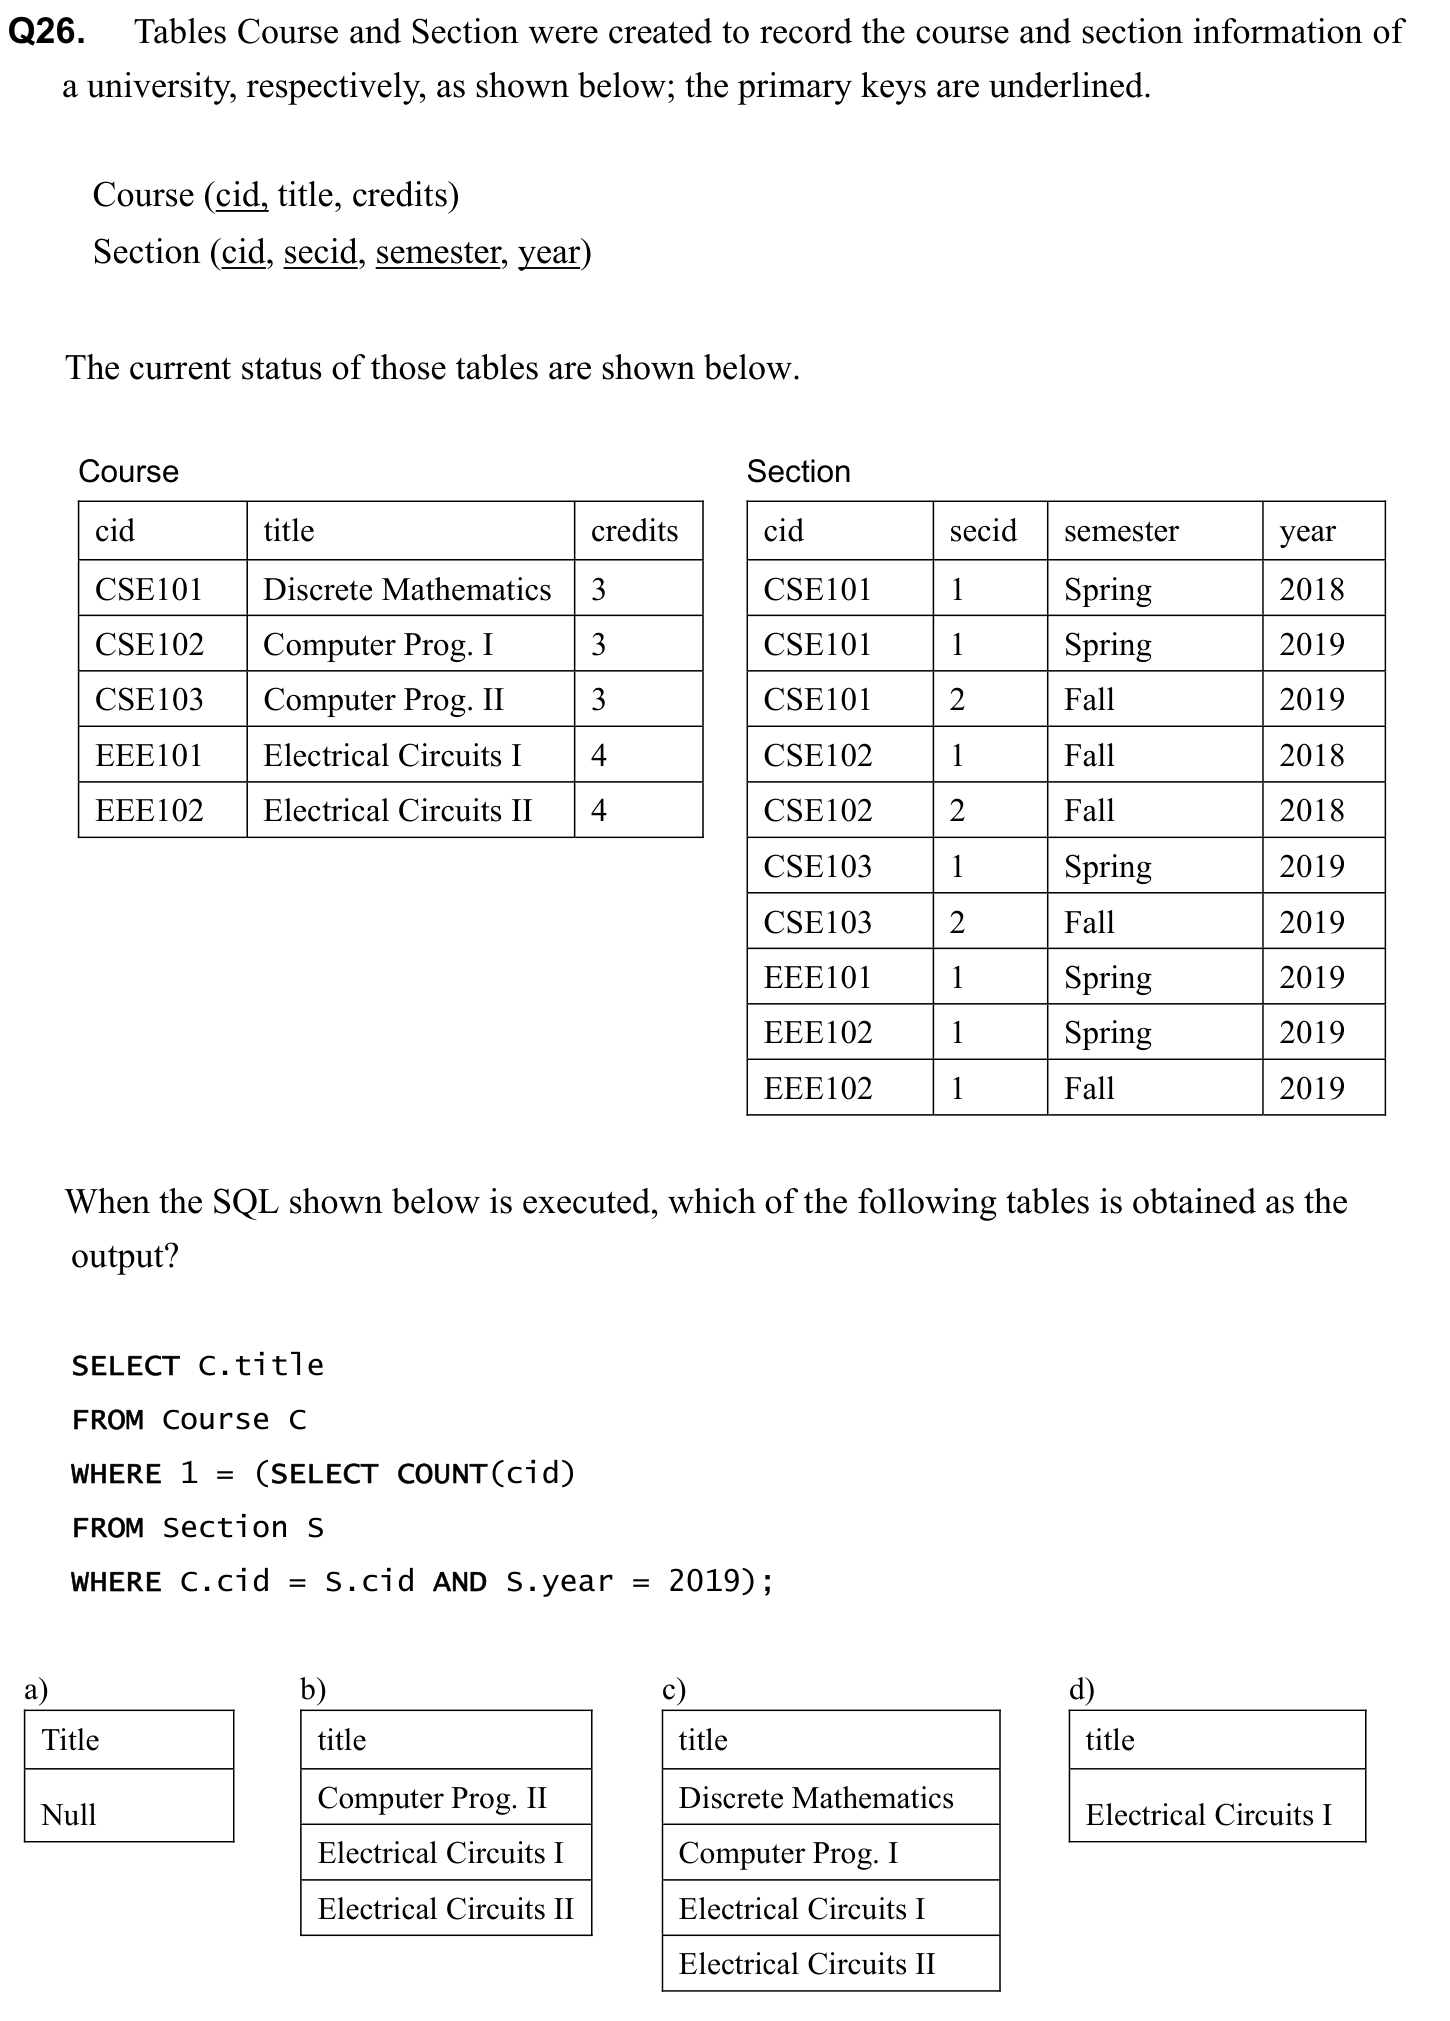 Q26. Tables Course and Section were created to record the course and section information of
a university, respectively, as shown below; the primary keys are underlined.
Course (cid, title, credits)
Section (cid, secid, semester, year)
The current status of those tables are shown below.
Course
cid title credits
CSE101 Discrete Mathematics 3
CSE102 Computer Prog. I 3
CSE103 Computer Prog. II 3
EEE101 Electrical Circuits I 4
EEE102 Electrical Circuits II 4
Section
cid secid semester year
CSE101 1 Spring 2018
CSE101 1 Spring 2019
CSE101 2 Fall 2019
CSE102 1 Fall 2018
CSE102 2 Fall 2018
CSE103 1 Spring 2019
CSE103 2 Fall 2019
EEE101 1 Spring 2019
EEE102 1 Spring 2019
EEE102 1 Fall 2019
When the SQL shown below is executed, which of the following tables is obtained as the
output?
SELECT C.title
FROM Course C
WHERE 1 = (SELECT COUNT(cid)
FROM Section S
WHERE C.cid = S.cid AND S.year = 2019);
a)
Title
Null
b)
title
Computer Prog. II
Electrical Circuits I
Electrical Circuits II
c)
title
Discrete Mathematics
Computer Prog. I
Electrical Circuits I
Electrical Circuits II
d)
title
Electrical Circuits I